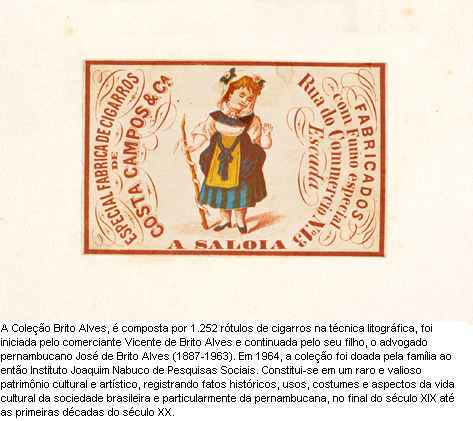 ESPECIAL FABRICA DE CIGARROS
DE
COSTA CAMPOS & Ca.
FABRICADOS
com Fumo especial
Rua do Commercio No. 13
Escada
A SALOIA
A Coleção Brito Alves, é composta por 1.252 rótulos de cigarros na técnica litográfica, foi
iniciada pelo comerciante Vicente de Brito Alves e continuada pelo seu filho, o advogado
pernambucano José de Brito Alves (1887-1963). Em 1964, a coleção foi doada pela família ao
então Instituto Joaquim Nabuco de Pesquisas Sociais. Constitui-se em um raro e valioso
patrimônio cultural e artístico, registrando fatos históricos, usos, costumes e aspectos da vida
cultural da sociedade brasileira e particularmente da pernambucana, no final do século XIX até
as primeiras décadas do século XX.